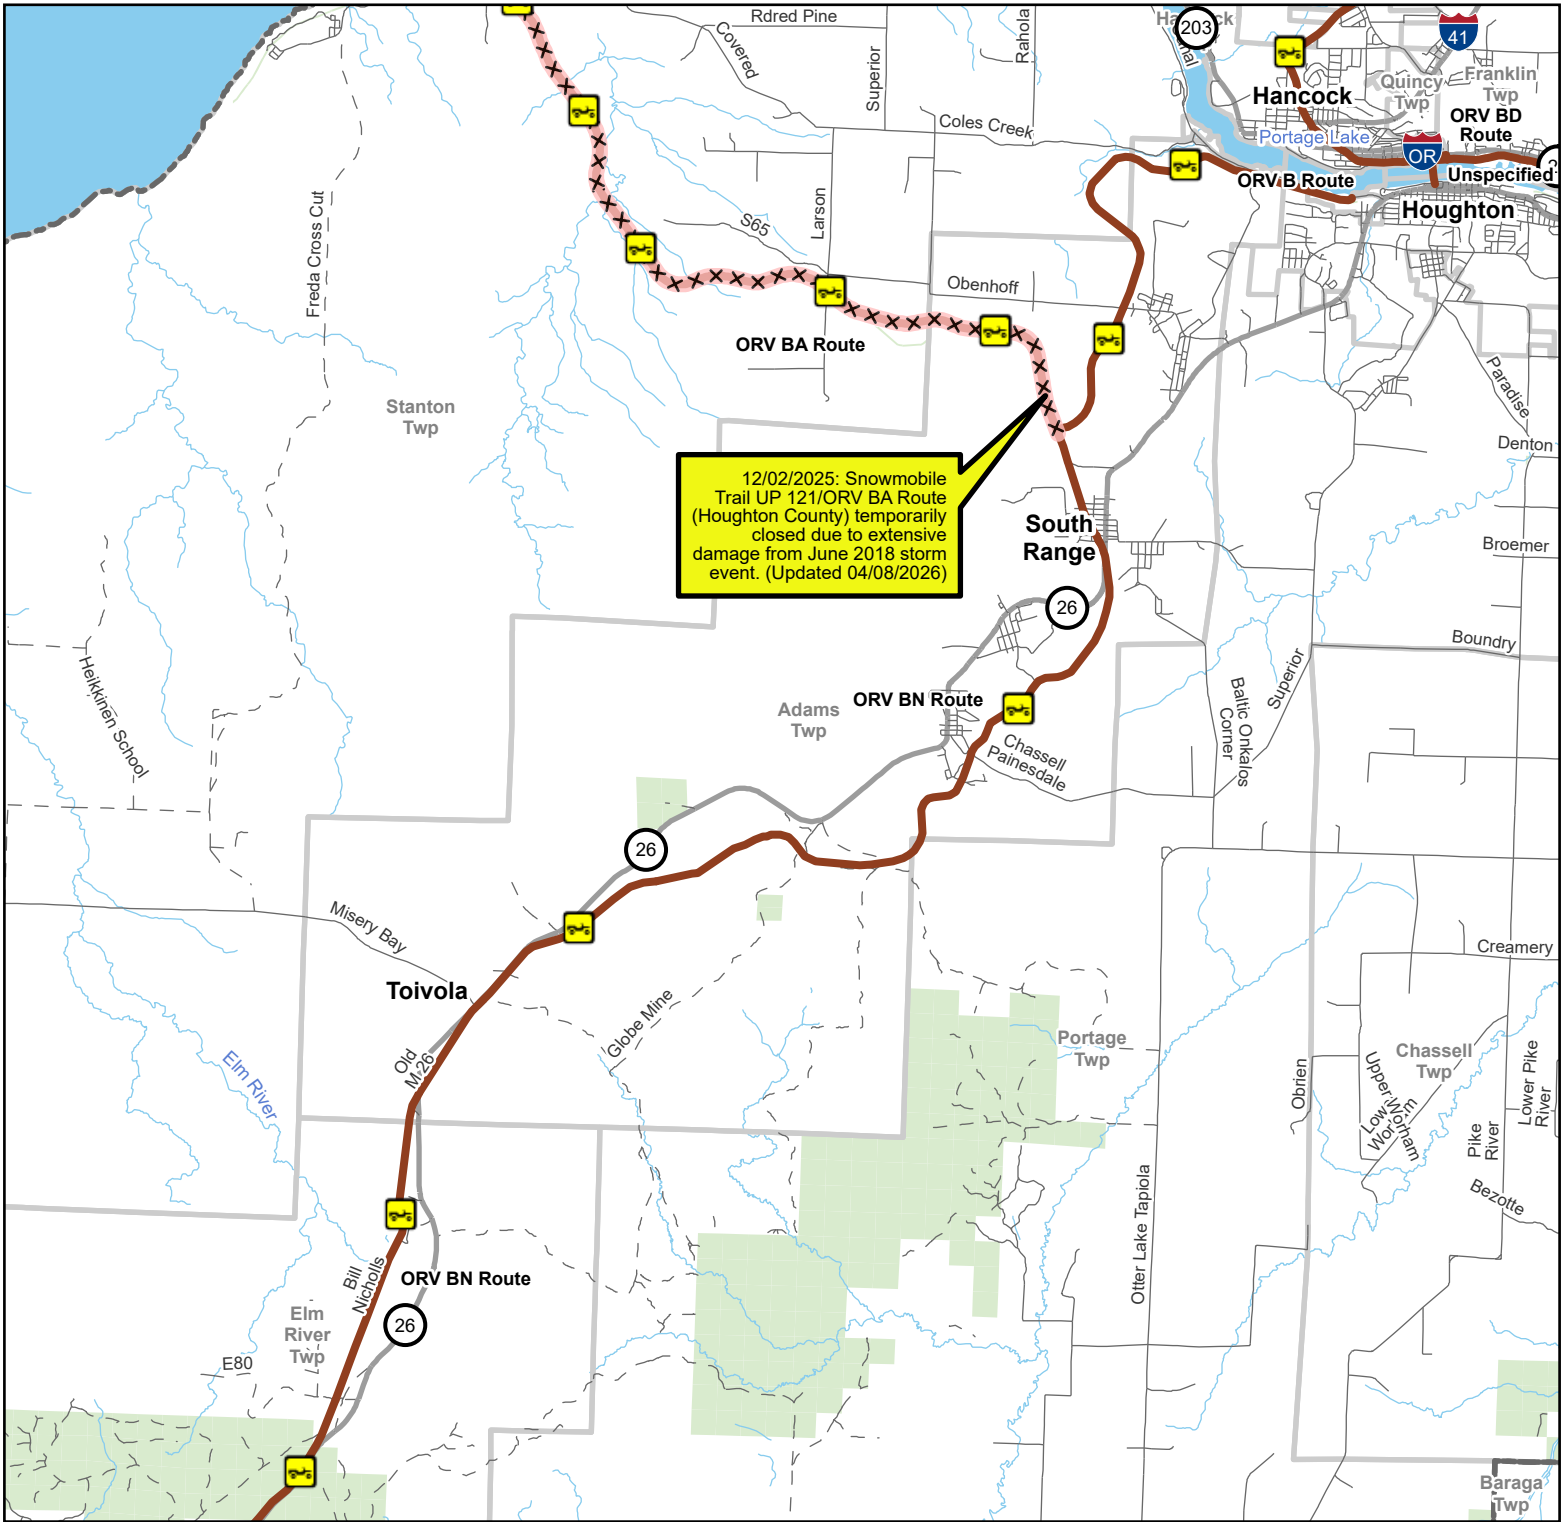 Rdred Pine
Covered
Superior
Rahola
203
41
Quincy
Twp
Franklin
Twp
Hancock
Portage Lake
ORV BD
Route
OR
Coles Creek
ORV B Route
Unspecified
Houghton
Freda Cross Cut
Larson
S65
Obenhoff
ORV BA Route
Stanton
Twp
Paradise
Denton
12/02/2025: Snowmobile
Trail UP 121/ORV BA Route
(Houghton County) temporarily
closed due to extensive
damage from June 2018 storm
event. (Updated 04/08/2026)
South
Range
Broemer
26
Boundry
Heikkinen School
Adams
Twp
ORV BN Route
Chassell
Painesdale
Baltic Onkalos
Corner
Superior
26
Misery Bay
Toivola
Creamery
Globe Mine
Old
M-26
Elm River
Portage
Twp
Chassell
Twp
Obrien
Upper Worham
Lower Pike
River
Pike
River
Otter Lake Tapiola
Bezotte
Bill
Nicholls
ORV BN Route
Elm
River
Twp
26
E80
Baraga
Twp